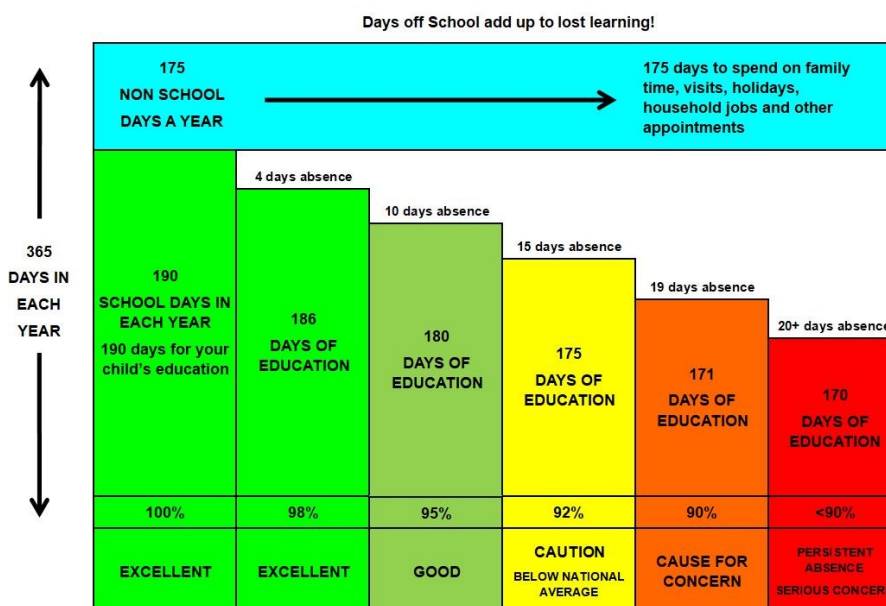 Days off School add up to lost learning!
175
NON SCHOOL
DAYS A YEAR
175 days to spend on family
time, visits, holidays,
household jobs and other
appointments
365
DAYS IN
EACH
YEAR
190
SCHOOL DAYS IN
EACH YEAR
190 days for your
child's education
4 days absence
186
DAYS OF
EDUCATION
10 days absence
180
DAYS OF
EDUCATION
15 days absence
175
DAYS OF
EDUCATION
19 days absence
171
DAYS OF
EDUCATION
20+ days absence
170
DAYS OF
EDUCATION
100%
98%
95%
92%
90%
<90%
EXCELLENT
EXCELLENT
GOOD
CAUTION
BELOW NATIONAL
AVERAGE
CAUSE FOR
CONCERN
PERSISTENT
ABSENCE
SERIOUS CONCERN